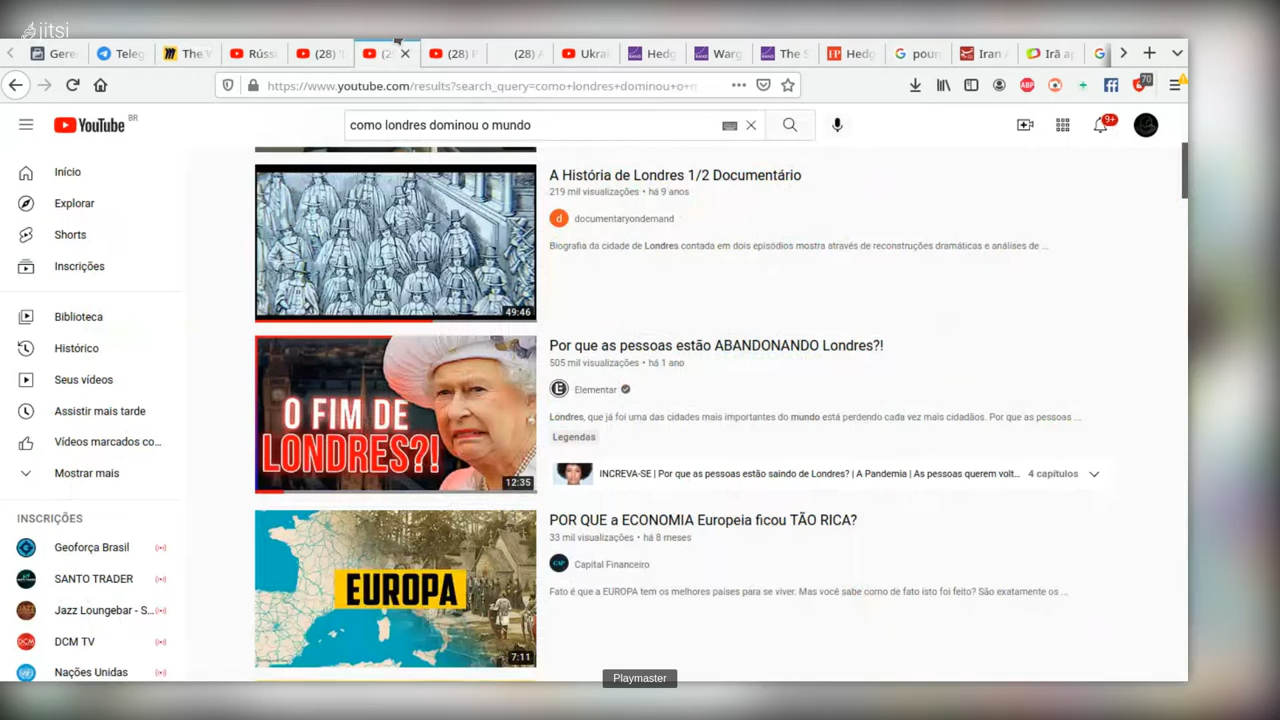 jitsi
Gere
Teleg
The V
Rússi
(28) '
(2
(28) F
(28) A
Ukrai
Hedg
Warg
The S
Hedg
pour
Iran A
Irã a
https://www.youtube.com/results?search_query=como+londres+dominou+o+m
70
YouTube BR
como londres dominou o mundo
9+
Início
Explorar
Shorts
Inscrições
Biblioteca
Histórico
Seus vídeos
Assistir mais tarde
Vídeos marcados co...
Mostrar mais
INSCRIÇÕES
Geoforça Brasil
SANTO TRADER
Jazz Loungebar - S...
DCM TV
Nações Unidas
49:46
A História de Londres 1/2 Documentário
219 mil visualizações • há 9 anos
d documentaryondemand
Biografia da cidade de Londres contada em dois episódios mostra através de reconstruções dramáticas e análises de ...
O FIM DE
LONDRES?!
12:35
Por que as pessoas estão ABANDONANDO Londres?!
505 mil visualizações • há 1 ano
Elementar
Londres, que já foi uma das cidades mais importantes do mundo está perdendo cada vez mais cidadãos. Por que as pessoas ...
Legendas
INCREVA-SE | Por que as pessoas estão saindo de Londres? | A Pandemia | As pessoas querem volt...
4 capítulos
EUROPA
7:11
POR QUE a ECONOMIA Europeia ficou TÃO RICA?
33 mil visualizações • há 8 meses
CAP Capital Financeiro
Fato é que a EUROPA tem os melhores países para se viver. Mas você sabe como de fato isto foi feito? São exatamente os ...
Playmaster